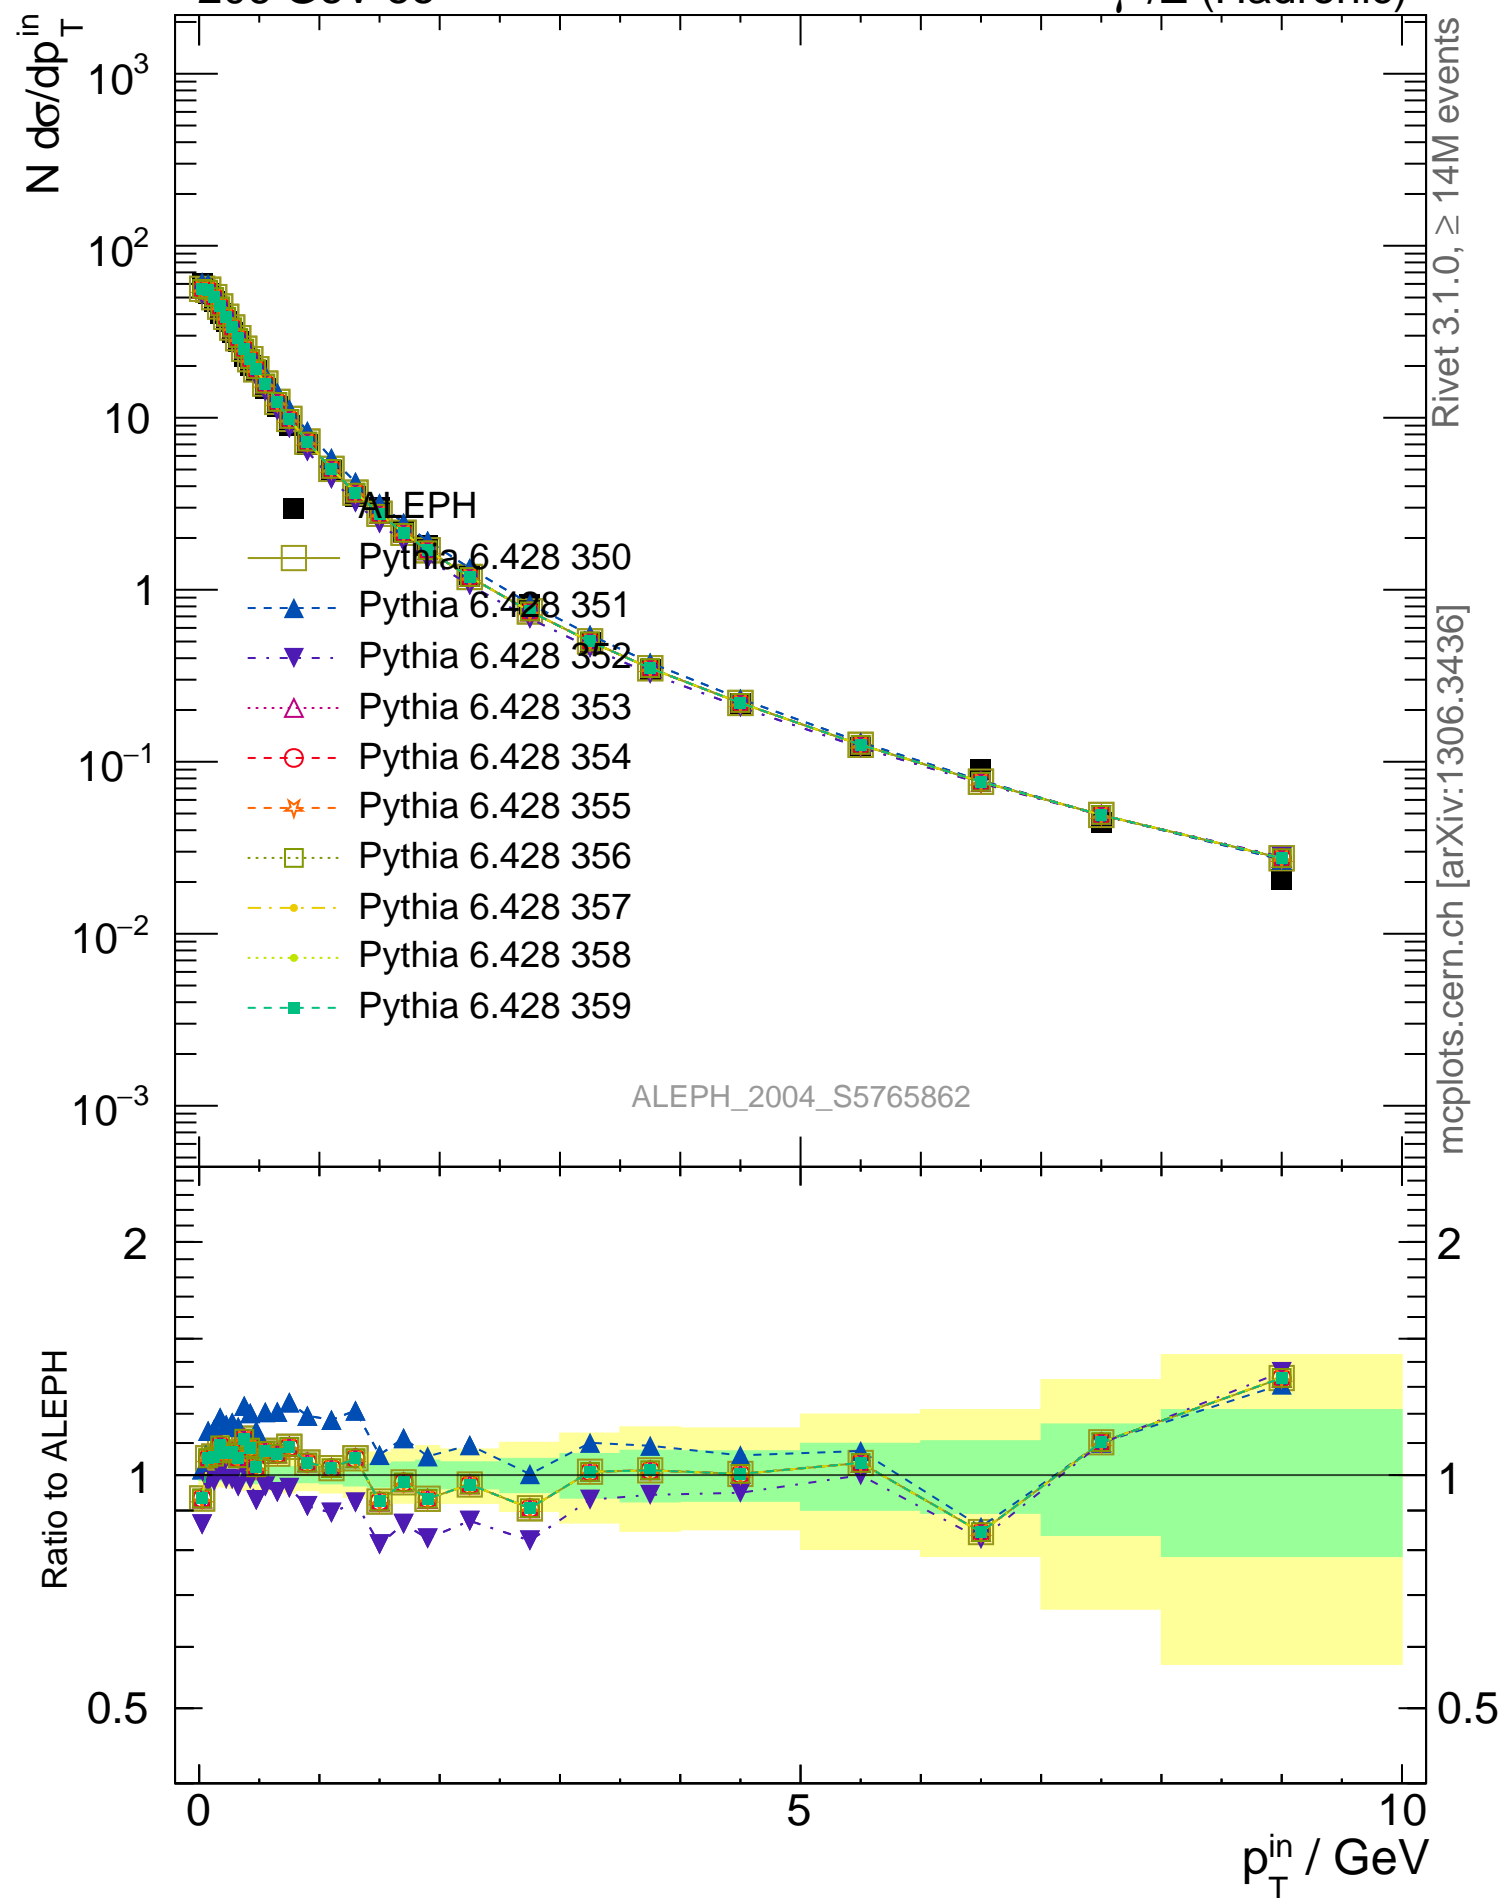 N dσ/dp_T^in
10^3
10^2
10
1
10^−1
10^−2
10^−3
ALEPH
Pythia 6.428 350
Pythia 6.428 351
Pythia 6.428 352
Pythia 6.428 353
Pythia 6.428 354
Pythia 6.428 355
Pythia 6.428 356
Pythia 6.428 357
Pythia 6.428 358
Pythia 6.428 359
ALEPH_2004_S5765862
Rivet 3.1.0, ≥ 14M events
mcplots.cern.ch [arXiv:1306.3436]
Ratio to ALEPH
2
1
0.5
2
1
0.5
0
5
10
p_T^in / GeV